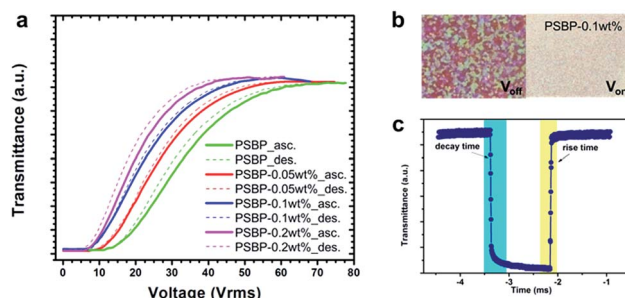 a
Transmittance (a.u.)
PSBP_asc.
PSBP_des.
PSBP-0.05wt%_asc.
PSBP-0.05wt%_des.
PSBP-0.1wt%_asc.
PSBP-0.1wt%_des.
PSBP-0.2wt%_asc.
PSBP-0.2wt%_des.
0 10 20 30 40 50 60 70 80
Voltage (Vrms)
b
PSBP-0.1wt%
Voff
Von
c
Transmittance (a.u.)
decay time
rise time
-4 -3 -2 -1
Time (ms)